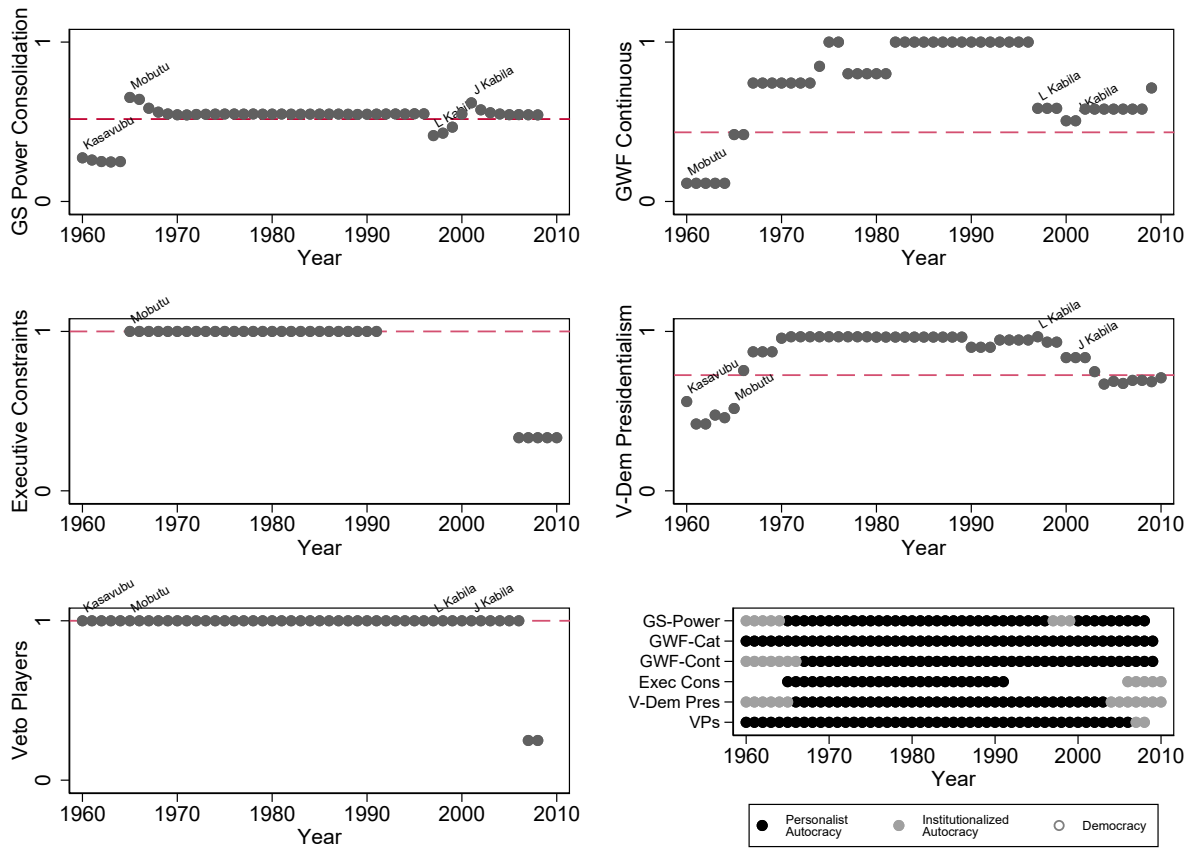 GS Power Consolidation
1
0
Kasavubu
Mobutu
L Kabila
J Kabila
1960 1970 1980 1990 2000 2010
Year
GWF Continuous
1
0
Mobutu
L Kabila
J Kabila
1960 1970 1980 1990 2000 2010
Year
Executive Constraints
1
0
Mobutu
1960 1970 1980 1990 2000 2010
Year
V-Dem Presidentialism
1
0
Kasavubu
Mobutu
L Kabila
J Kabila
1960 1970 1980 1990 2000 2010
Year
Veto Players
1
0
Kasavubu
Mobutu
L Kabila
J Kabila
1960 1970 1980 1990 2000 2010
Year
GS-Power
GWF-Cat
GWF-Cont
Exec Cons
V-Dem Pres
VPs
1960 1970 1980 1990 2000 2010
Year
Personalist
Autocracy
Institutionalized
Autocracy
Democracy